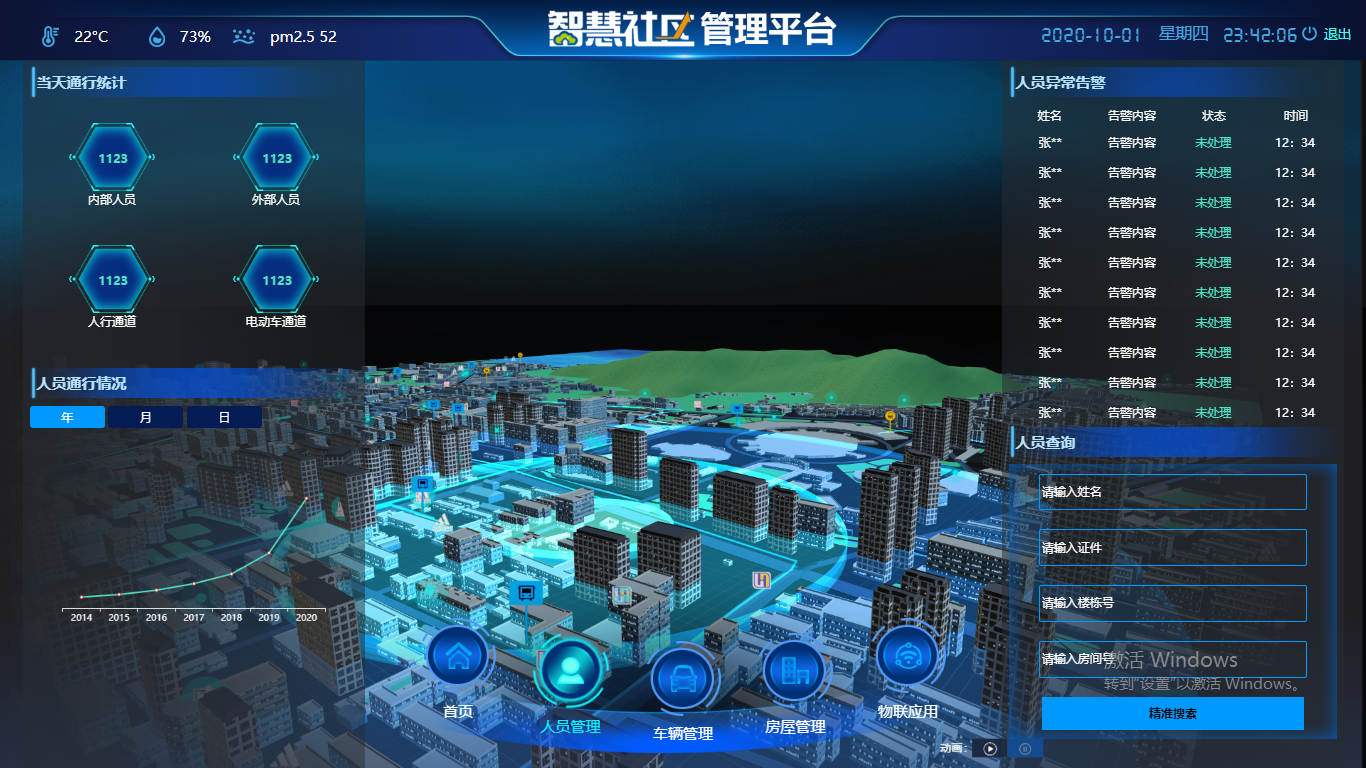 22°C 73% pm2.5 52
智慧社区管理平台
2020-10-01 星期四 23:42:06 退出
当天通行统计
1123 1123
内部人员 外部人员
1123 1123
人行通道 电动车通道
人员通行情况
年 月 日
2014 2015 2016 2017 2018 2019 2020
人员异常告警
姓名 告警内容 状态 时间
张** 告警内容 未处理 12：34
张** 告警内容 未处理 12：34
张** 告警内容 未处理 12：34
张** 告警内容 未处理 12：34
张** 告警内容 未处理 12：34
张** 告警内容 未处理 12：34
张** 告警内容 未处理 12：34
张** 告警内容 未处理 12：34
张** 告警内容 未处理 12：34
张** 告警内容 未处理 12：34
人员查询
请输入姓名
请输入证件
请输入楼栋号
请输入房间号
激活 Windows
转到"设置"以激活 Windows。
精准搜索
首页
人员管理
车辆管理
房屋管理
物联应用
动画：